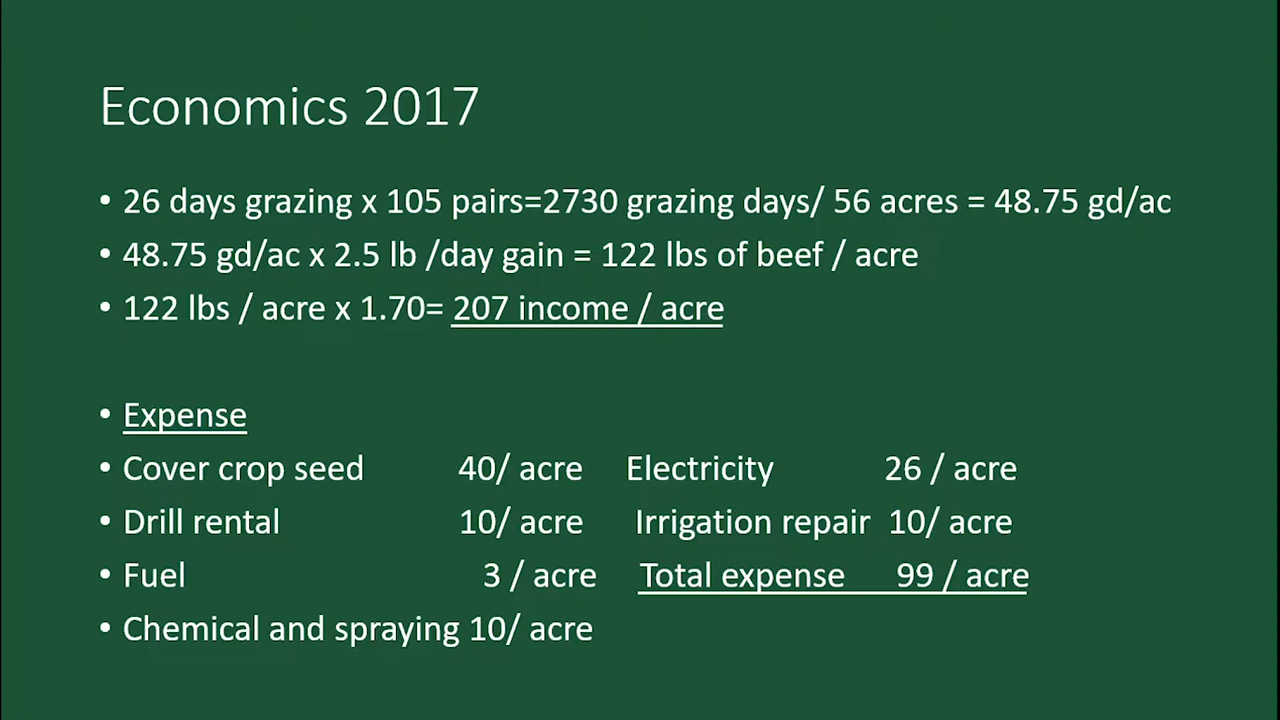 Economics 2017
• 26 days grazing x 105 pairs=2730 grazing days/ 56 acres = 48.75 gd/ac
• 48.75 gd/ac x 2.5 lb /day gain = 122 lbs of beef / acre
• 122 lbs / acre x 1.70= 207 income / acre
• Expense
• Cover crop seed 40/ acre Electricity 26 / acre
• Drill rental 10/ acre Irrigation repair 10/ acre
• Fuel 3 / acre Total expense 99 / acre
• Chemical and spraying 10/ acre